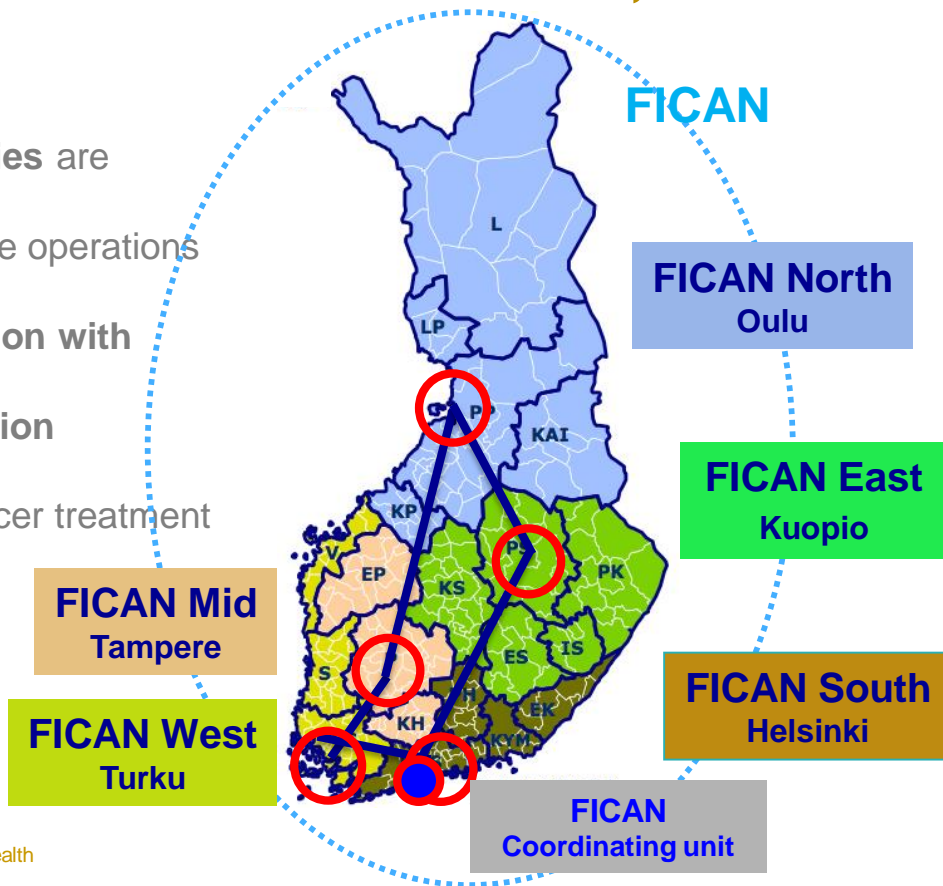 FICAN
es are
e operations
on with
ion
cer treatment
FICAN North
Oulu
FICAN East
Kuopio
FICAN Mid
Tampere
FICAN South
Helsinki
FICAN West
Turku
FICAN
Coordinating unit
L
LP
PP
KAI
KP
V
EP
KS
PS
PK
S
ES
IS
KH
EK
KYM
ealth